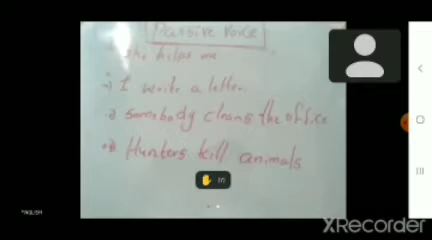 Passive Voice
she helps me
I write a letter.
somebody cleans the office
Hunters kill animals
m
XRecorder